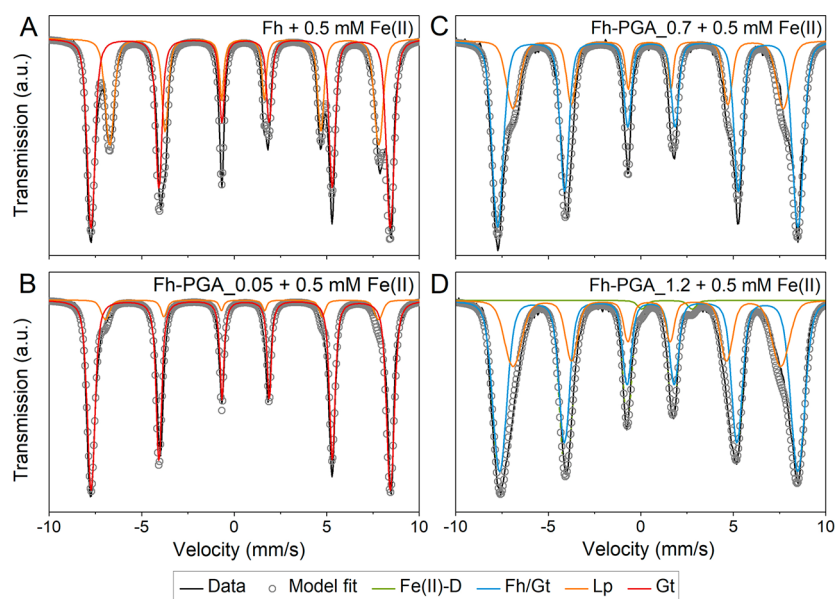 A
Fh + 0.5 mM Fe(II)
Transmission (a.u.)
B
Fh-PGA_0.05 + 0.5 mM Fe(II)
Transmission (a.u.)
-10 -5 0 5 10
Velocity (mm/s)
C
Fh-PGA_0.7 + 0.5 mM Fe(II)
Transmission (a.u.)
D
Fh-PGA_1.2 + 0.5 mM Fe(II)
Transmission (a.u.)
-10 -5 0 5 10
Velocity (mm/s)
Data Model fit Fe(II)-D Fh/Gt Lp Gt